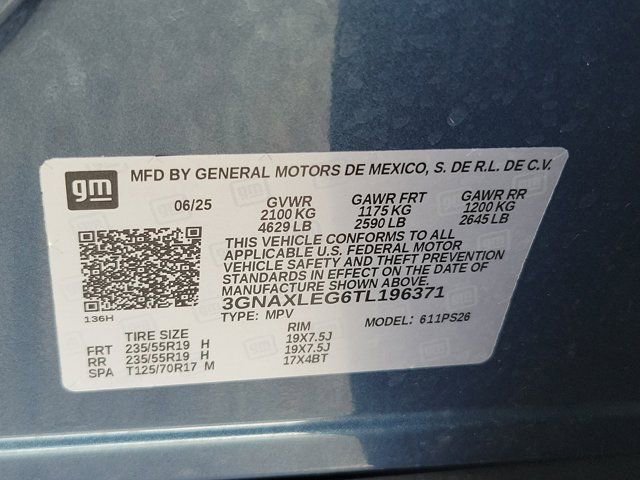 gm
MFD BY GENERAL MOTORS DE MEXICO, S. DE R.L. DE C.V.
06/25 GVWR GAWR FRT GAWR RR
2100 KG 1175 KG 1200 KG
4629 LB 2590 LB 2645 LB
THIS VEHICLE CONFORMS TO ALL
APPLICABLE U.S. FEDERAL MOTOR
VEHICLE SAFETY AND THEFT PREVENTION
STANDARDS IN EFFECT ON THE DATE OF
MANUFACTURE SHOWN ABOVE.
3GNAXLEG6TL196371
136H TYPE: MPV MODEL: 611PS26
TIRE SIZE RIM
FRT 235/55R19 H 19X7.5J
RR 235/55R19 H 19X7.5J
SPA T125/70R17 M 17X4BT